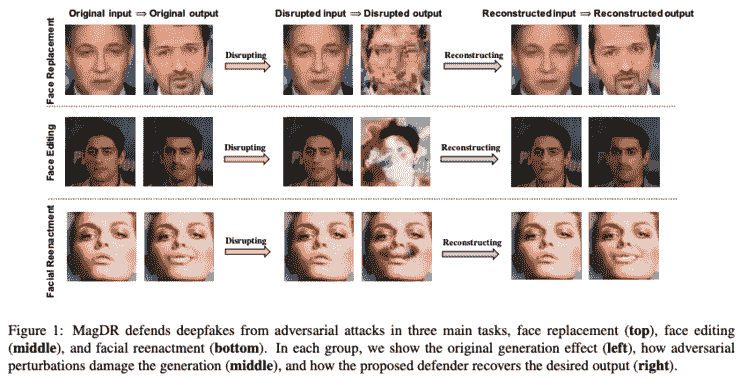 Original input ⇒ Original output
Disrupted input ⇒ Disrupted output
Reconstructed input ⇒ Reconstructed output
Face Replacement
Disrupting
Reconstructing
Face Editing
Disrupting
Reconstructing
Facial Reenactment
Disrupting
Reconstructing
Figure 1: MagDR defends deepfakes from adversarial attacks in three main tasks, face replacement (top), face editing
(middle), and facial reenactment (bottom). In each group, we show the original generation effect (left), how adversarial
perturbations damage the generation (middle), and how the proposed defender recovers the desired output (right).